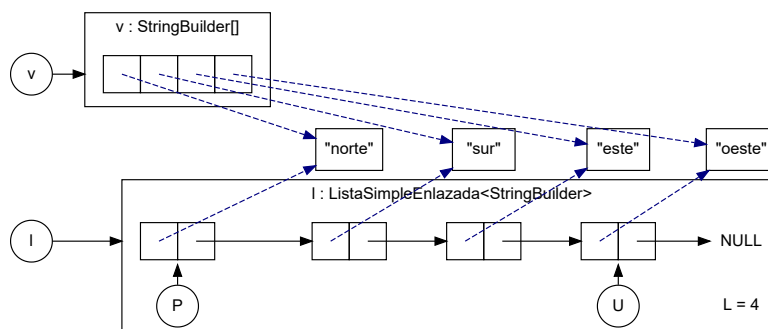 v : StringBuilder[]
v
"norte"
"sur"
"este"
"oeste"
l : ListaSimpleEnlazada<StringBuilder>
l
NULL
P
U
L = 4